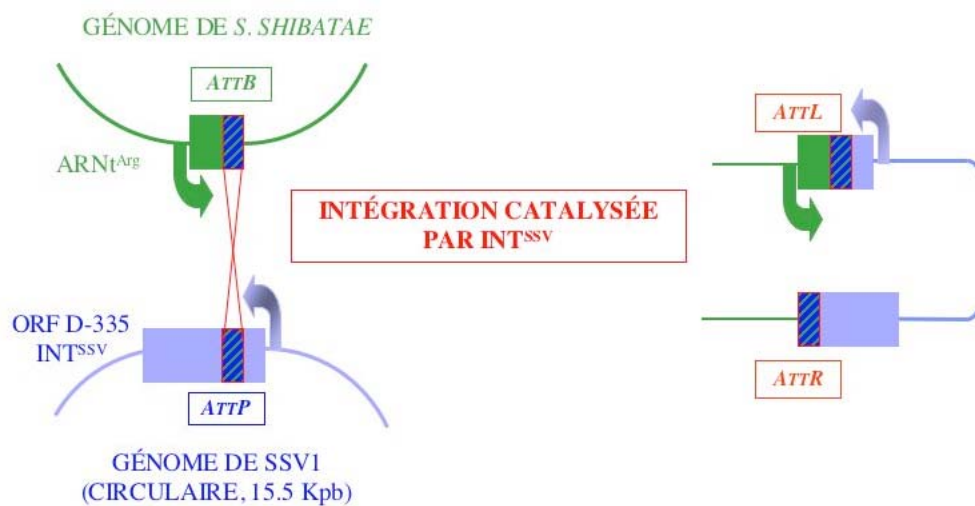 GÉNOME DE S. SHIBATAE
ATTB
ARNtArg
INTÉGRATION CATALYSÉE
PAR INTSSV
ORF D-335
INTSSV
ATTP
GÉNOME DE SSV1
(CIRCULAIRE, 15.5 Kpb)
ATTL
ATTR